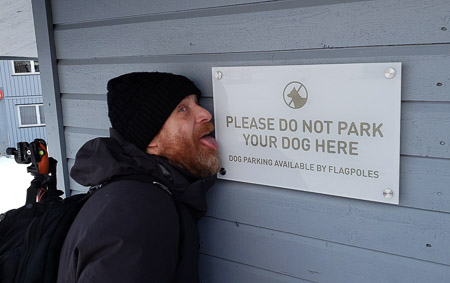 PLEASE DO NOT PARK
YOUR DOG HERE
DOG PARKING AVAILABLE BY FLAGPOLES